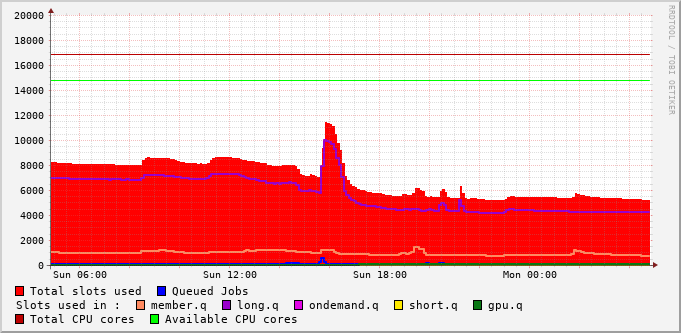 RRDTOOL / TOBI OETIKER
20000
18000
16000
14000
12000
10000
8000
6000
4000
2000
0
Sun 06:00 Sun 12:00 Sun 18:00 Mon 00:00
Total slots used Queued Jobs
Slots used in : member.q long.q ondemand.q short.q gpu.q
Total CPU cores Available CPU cores